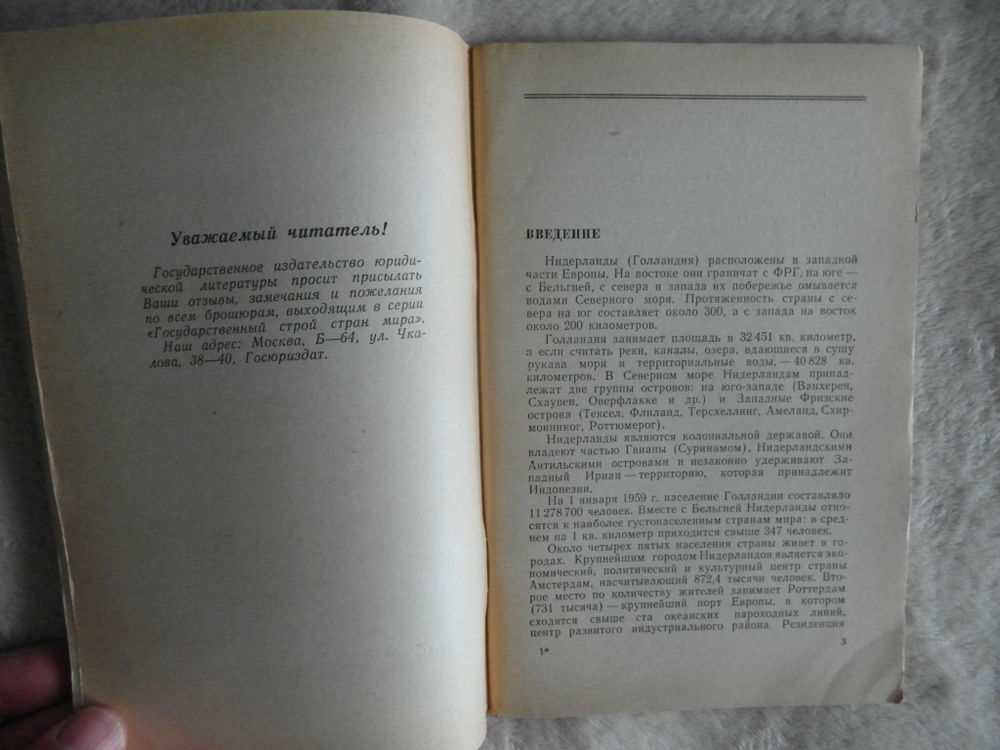 Уважаемый читатель!
Государственное издательство юриди-
ческой литературы просит присылать
Ваши отзывы, замечания и пожелания
по всем брошюрам, выходящим в серии
«Государственный строй стран мира».
Наш адрес: Москва, Б—64, ул. Чка-
лова, 38—40, Госюриздат.
ВВЕДЕНИЕ
Нидерланды (Голландия) расположены в западной
части Европы. На востоке они граничат с ФРГ, на юге —
с Бельгией, с севера и запада их побережье омывается
водами Северного моря. Протяженность страны с се-
вера на юг составляет около 300, а с запада на восток
около 200 километров.
Голландия занимает площадь в 32 451 кв. километр,
а если считать реки, каналы, озера, вдающиеся в сушу
рукава моря и территориальные воды, — 40 828 кв.
километров. В Северном море Нидерландам принад-
лежат две группы островов: на юго-западе (Ванхерен,
Схаувен, Оверфлакке и др.) и Западные Фризские
острова (Тексел, Флиланд, Терсхеллинг, Амеланд, Схир-
монниког, Роттюмерог).
Нидерланды являются колониальной державой. Они
владеют частью Гвианы (Суринамом), Нидерландскими
Антильскими островами и незаконно удерживают За-
падный Ириан — территорию, которая принадлежит
Индонезии.
На 1 января 1959 г. население Голландии составляло
11 278 700 человек. Вместе с Бельгией Нидерланды отно-
сятся к наиболее густонаселенным странам мира: в сред-
нем на 1 кв. километр приходится свыше 347 человек.
Около четырех пятых населения страны живет в го-
родах. Крупнейшим городом Нидерландов является эко-
номический, политический и культурный центр страны
Амстердам, насчитывающий 872,4 тысячи человек. Вто-
рое место по количеству жителей занимает Роттердам
(731 тысяча) — крупнейший порт Европы, в котором
сходятся свыше ста океанских пароходных линий,
центр развитого индустриального района. Резиденция
1*
3